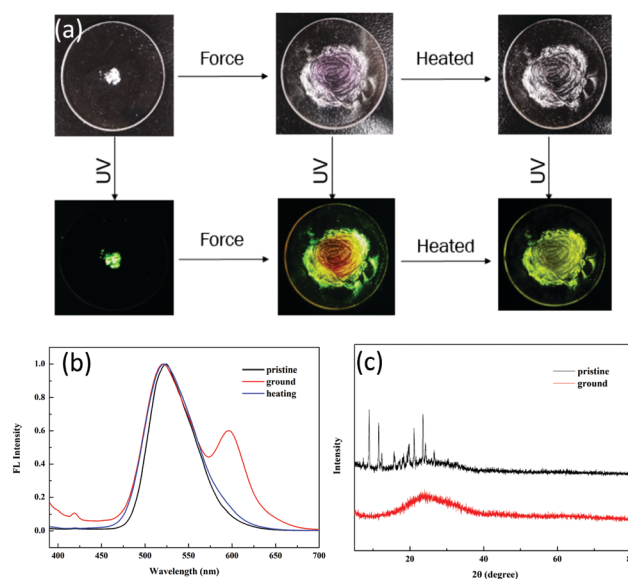 (a)
Force
Heated
UV
UV
UV
Force
Heated
(b)
pristine
ground
heating
FL Intensity
1.0
0.8
0.6
0.4
0.2
0.0
400
450
500
550
600
650
700
Wavelength (nm)
(c)
pristine
ground
Intensity
20
40
60
80
2θ (degree)